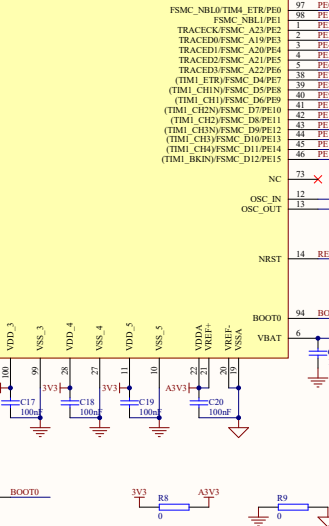 FSMC_NBL0/TIM4_ETR/PE0 97
FSMC_NBL1/PE1 98
TRACECK/FSMC_A23/PE2 1
TRACED0/FSMC_A19/PE3 2
TRACED1/FSMC_A20/PE4 3
TRACED2/FSMC_A21/PE5 4
TRACED3/FSMC_A22/PE6 5
(TIM1_ETR)/FSMC_D4/PE7 38
(TIM1_CH1N)/FSMC_D5/PE8 39
(TIM1_CH1)/FSMC_D6/PE9 40
(TIM1_CH2N)/FSMC_D7/PE10 41
(TIM1_CH2)/FSMC_D8/PE11 42
(TIM1_CH3N)/FSMC_D9/PE12 43
(TIM1_CH3)/FSMC_D10/PE13 44
(TIM1_CH4)/FSMC_D11/PE14 45
(TIM1_BKIN)/FSMC_D12/PE15 46
NC 73
OSC_IN 12
OSC_OUT 13
NRST 14 RE
BOOT0 94 BO
VBAT 6
VDD_3 VSS_3 VDD_4 VSS_4 VDD_5 VSS_5 VDDA VREF+ VREF- VSSA
100 99 28 27 11 10 22 21 20 19
3V3 3V3 A3V3
C17 C18 C19 C20
100nF 100nF 100nF 100nF
BOOT0 3V3 R8 A3V3 R9
0 0